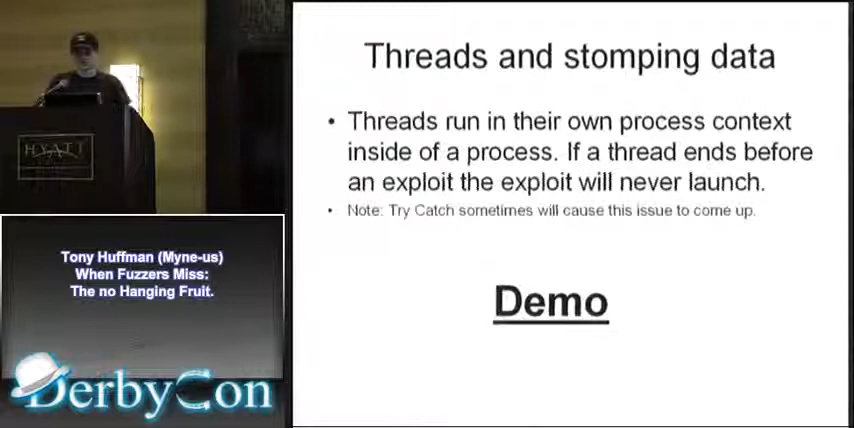 HYATT
Tony Huffman (Myne-us)
When Fuzzers Miss:
The no Hanging Fruit.
DerbyCon
Threads and stomping data
• Threads run in their own process context
inside of a process. If a thread ends before
an exploit the exploit will never launch.
• Note: Try Catch sometimes will cause this issue to come up.
Demo